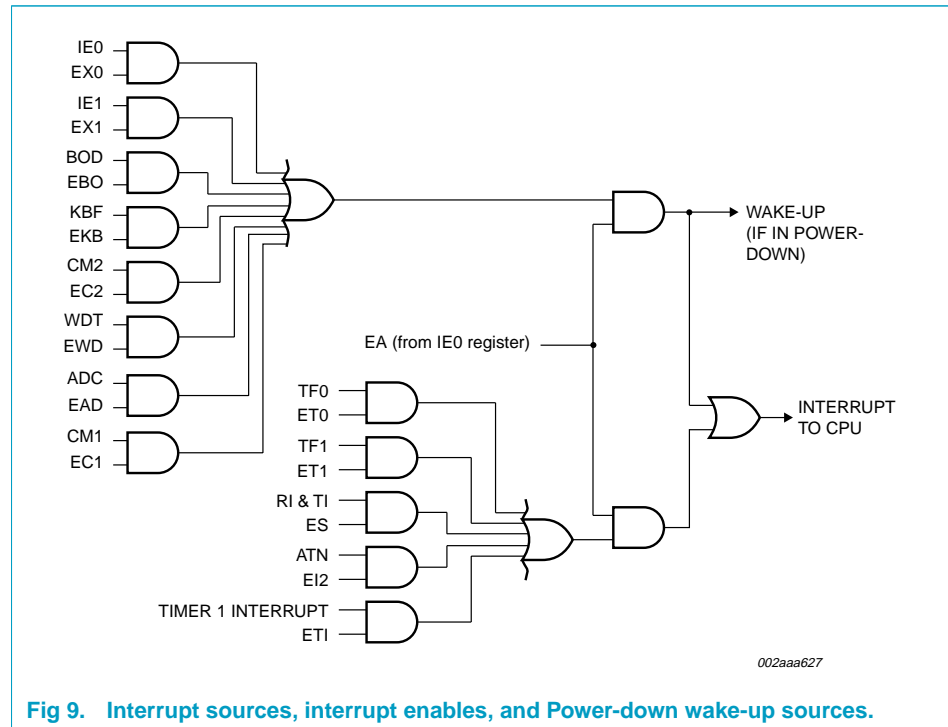 IE0
EX0
IE1
EX1
BOD
EBO
KBF
EKB
CM2
EC2
WDT
EWD
ADC
EAD
CM1
EC1
WAKE-UP
(IF IN POWER-
DOWN)
EA (from IE0 register)
TF0
ET0
TF1
ET1
RI & TI
ES
ATN
EI2
TIMER 1 INTERRUPT
ETI
INTERRUPT
TO CPU
002aaa627
Fig 9. Interrupt sources, interrupt enables, and Power-down wake-up sources.